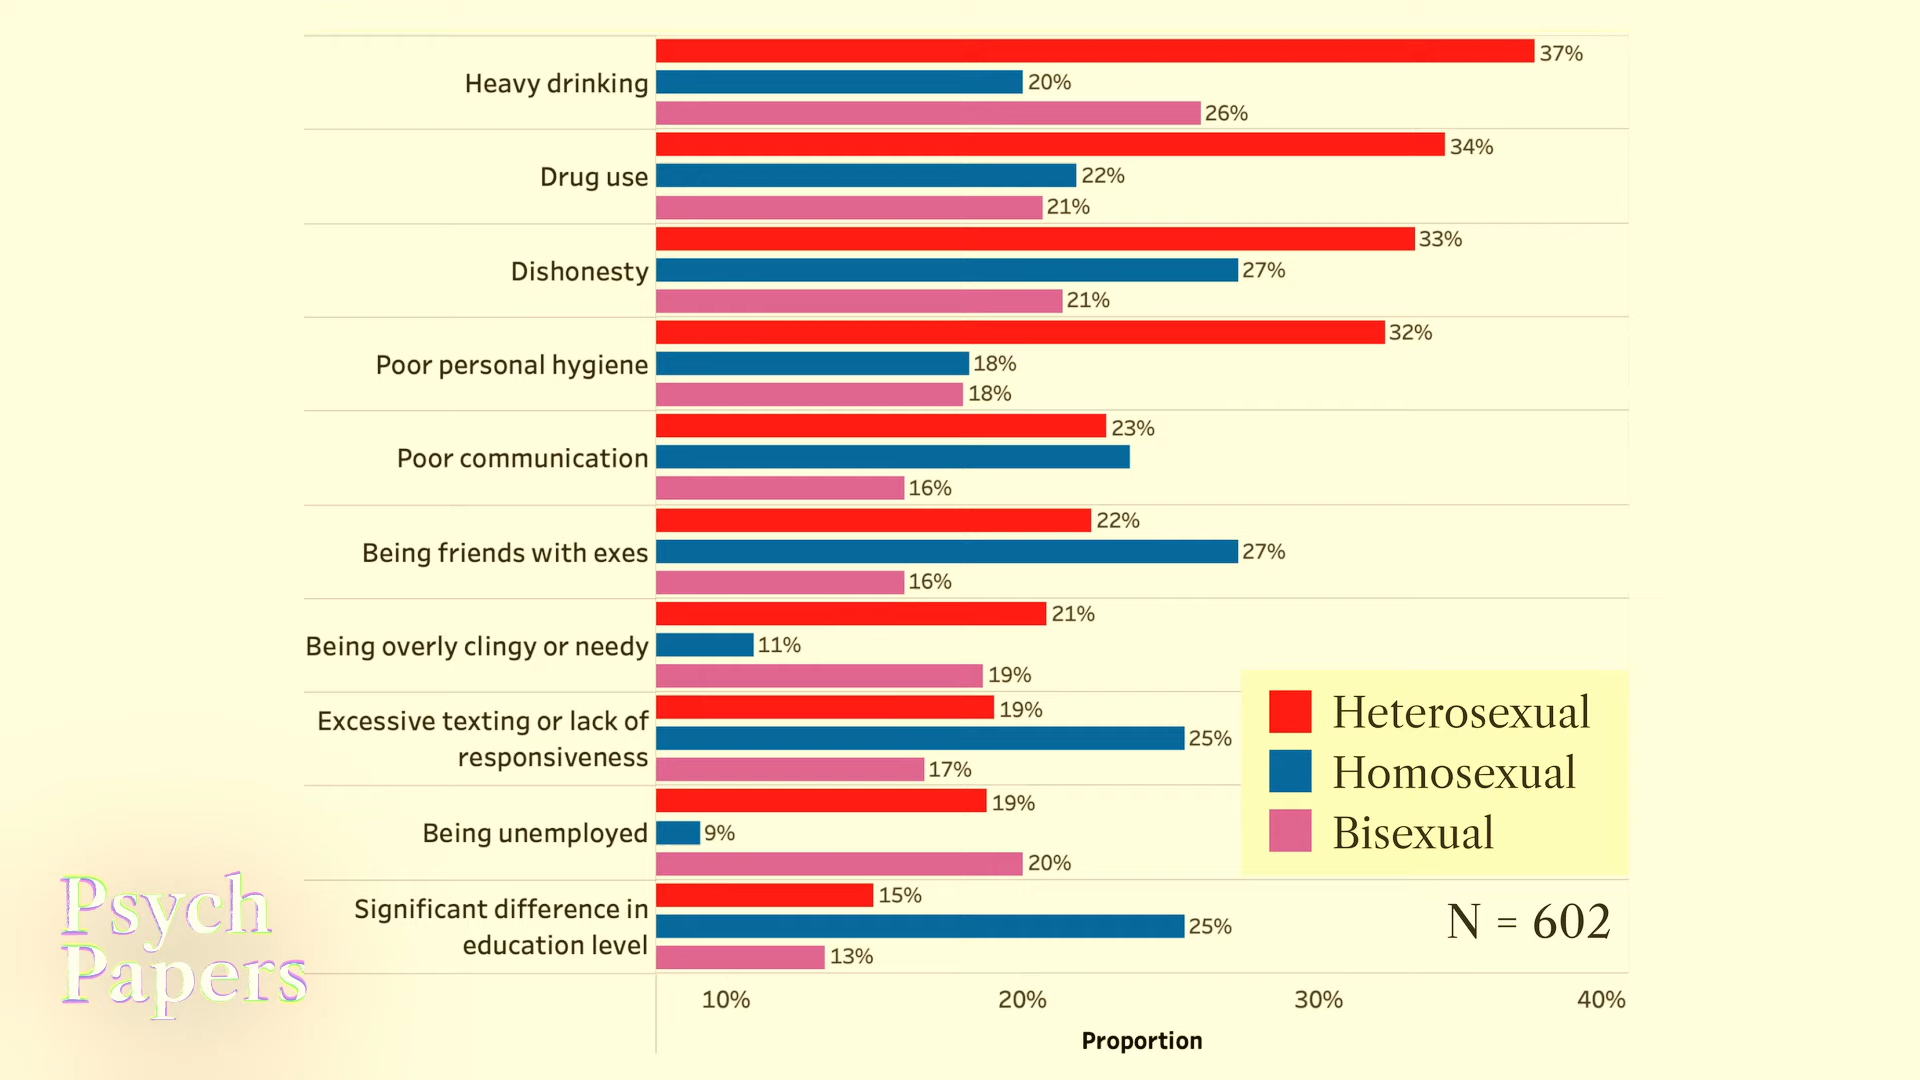 37%
Heavy drinking
20%
26%
34%
Drug use
22%
21%
33%
Dishonesty
27%
21%
32%
Poor personal hygiene
18%
18%
23%
Poor communication
16%
22%
Being friends with exes
27%
16%
21%
Being overly clingy or needy
11%
19%
Excessive texting or lack of
responsiveness
19%
25%
17%
19%
Being unemployed
9%
20%
Significant difference in
education level
15%
25%
13%
Heterosexual
Homosexual
Bisexual
N = 602
10% 20% 30% 40%
Proportion
Psych
Papers